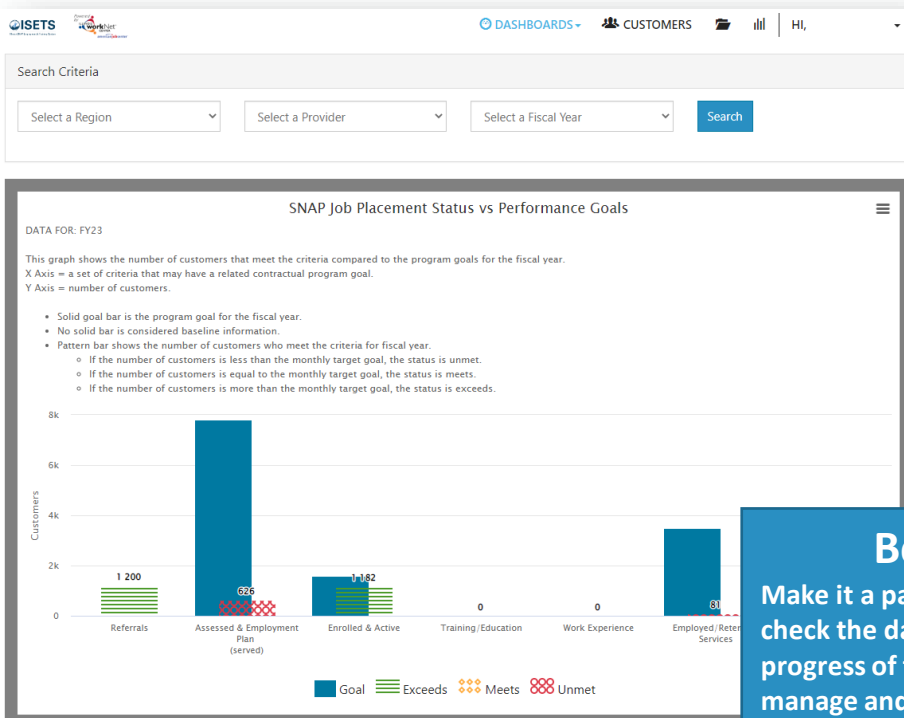 ISETS
workNet
DASHBOARDS CUSTOMERS HI,
Search Criteria
Select a Region Select a Provider Select a Fiscal Year Search
SNAP Job Placement Status vs Performance Goals
DATA FOR: FY23
This graph shows the number of customers that meet the criteria compared to the program goals for the fiscal year.
X Axis = a set of criteria that may have a related contractual program goal.
Y Axis = number of customers.
Solid goal bar is the program goal for the fiscal year.
No solid bar is considered baseline information.
Pattern bar shows the number of customers who meet the criteria for fiscal year.
If the number of customers is less than the monthly target goal, the status is unmet.
If the number of customers is equal to the monthly target goal, the status is meets.
If the number of customers is more than the monthly target goal, the status is exceeds.
8k
6k
4k
2k
0
Customers
1 200
626
1 182
0
0
81
Referrals
Assessed & Employment
Plan
(served)
Enrolled & Active
Training/Education
Work Experience
Employed/Reten
Services
Goal Exceeds Meets Unmet
Be
Make it a pa
check the da
progress of
manage and